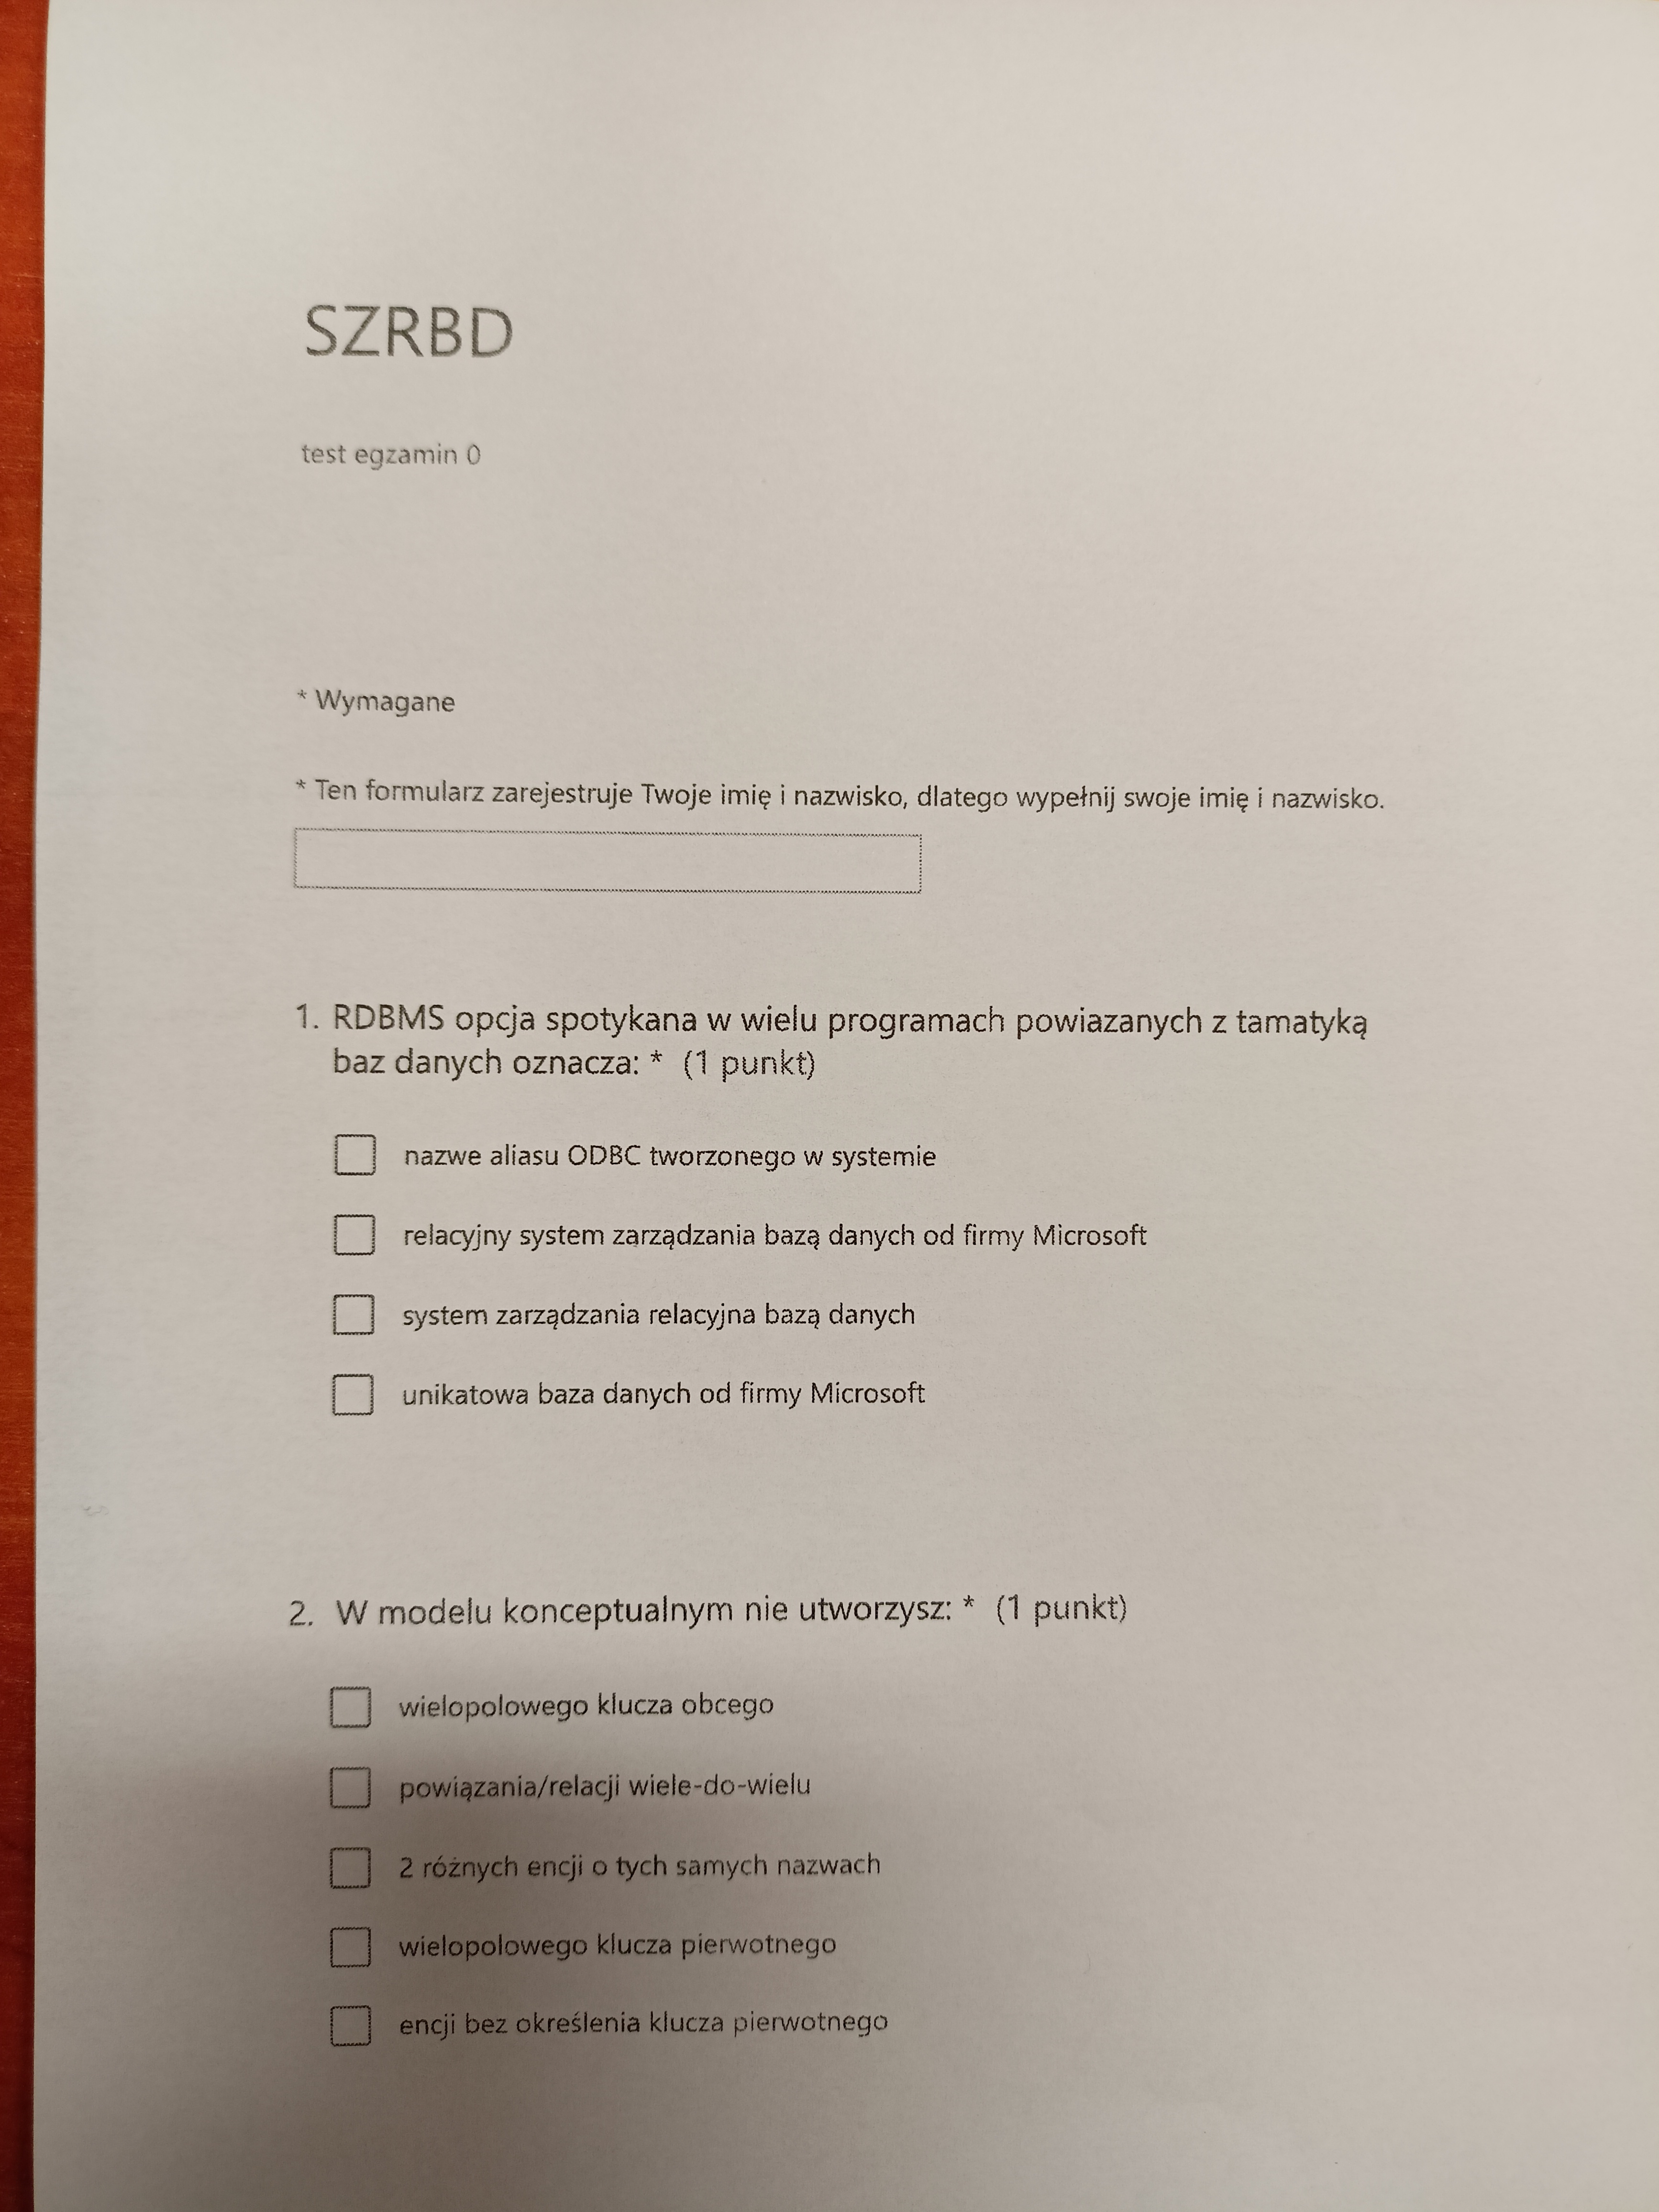 SZRBD
test egzamin 0
* Wymagane
* Ten formularz zarejestruje Twoje imię i nazwisko, dlatego wypełnij swoje imię i nazwisko.
1. RDBMS opcja spotykana w wielu programach powiazanych z tamatyką
baz danych oznacza: * (1 punkt)
nazwe aliasu ODBC tworzonego w systemie
relacyjny system zarządzania bazą danych od firmy Microsoft
system zarządzania relacyjna bazą danych
unikatowa baza danych od firmy Microsoft
2. W modelu konceptualnym nie utworzysz: * (1 punkt)
wielopolowego klucza obcego
powiązania/relacji wiele-do-wielu
2 różnych encji o tych samych nazwach
wielopolowego klucza pierwotnego
encji bez określenia klucza pierwotnego